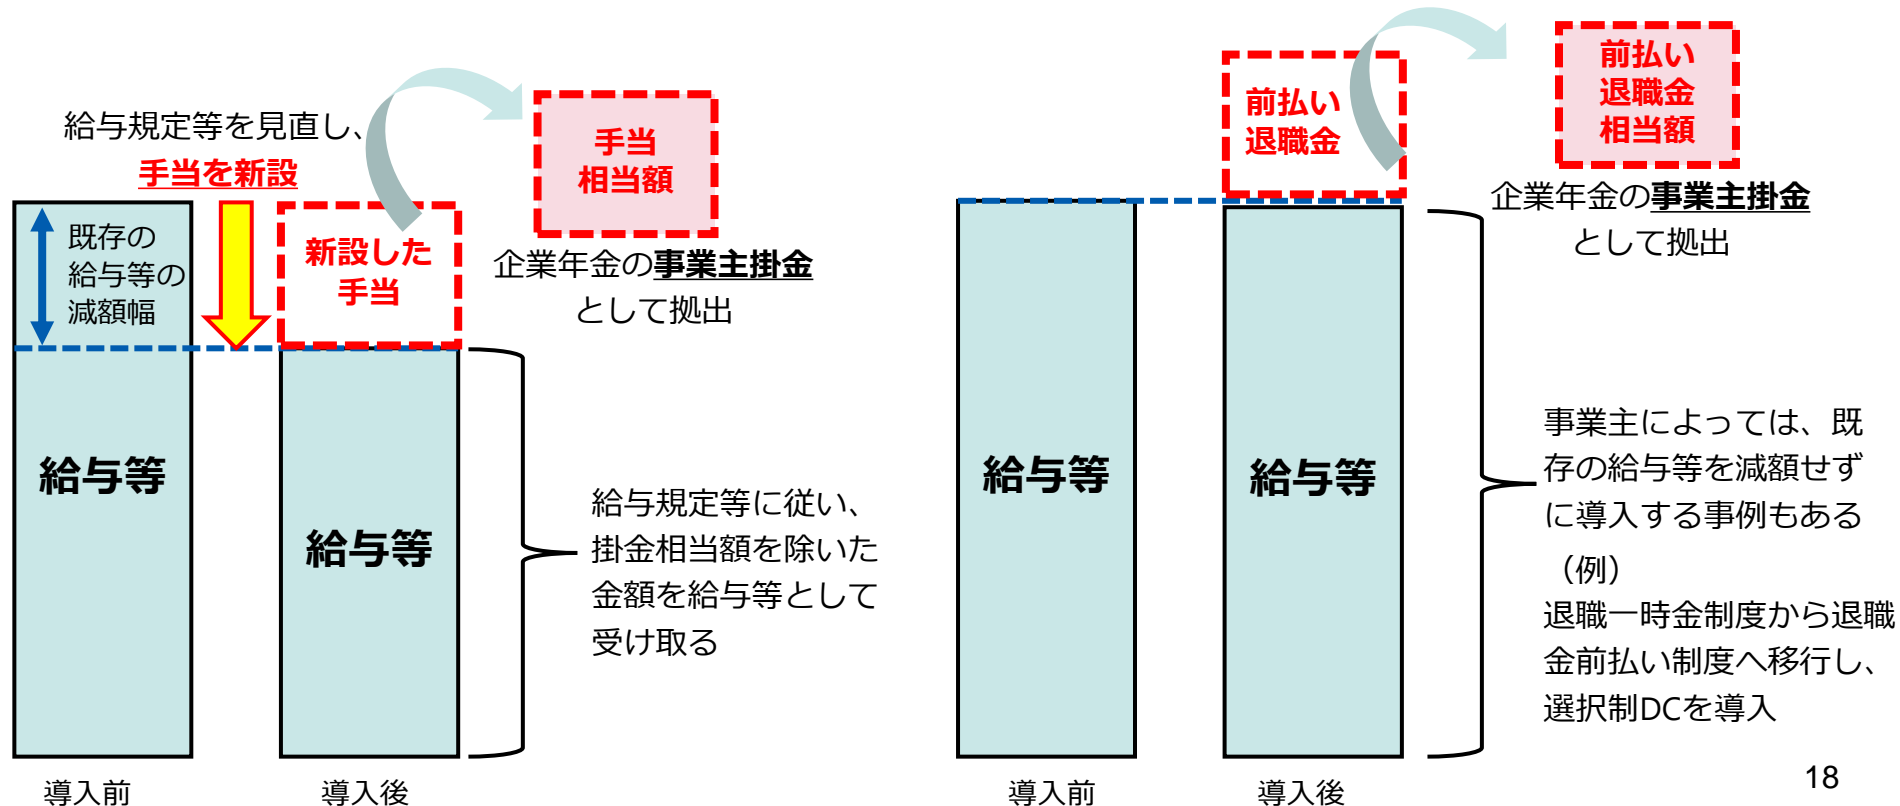 給与規定等を見直し、
手当を新設
既存の
給与等の
減額幅
新設した
手当
手当
相当額
企業年金の事業主掛金
として拠出
給与等
給与等
給与規定等に従い、
掛金相当額を除いた
金額を給与等として
受け取る
導入前
導入後
前払い
退職金
前払い
退職金
相当額
企業年金の事業主掛金
として拠出
給与等
給与等
事業主によっては、既
存の給与等を減額せず
に導入する事例もある
（例）
退職一時金制度から退職
金前払い制度へ移行し、
選択制DCを導入
導入前
導入後
18